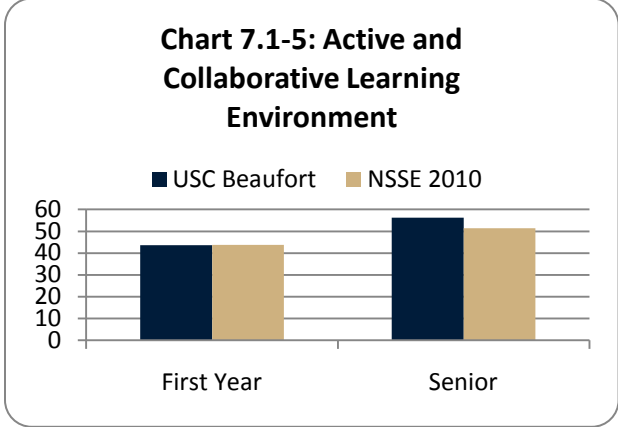 Chart 7.1-5: Active and
Collaborative Learning
Environment
USC Beaufort NSSE 2010
60
50
40
30
20
10
0
First Year Senior